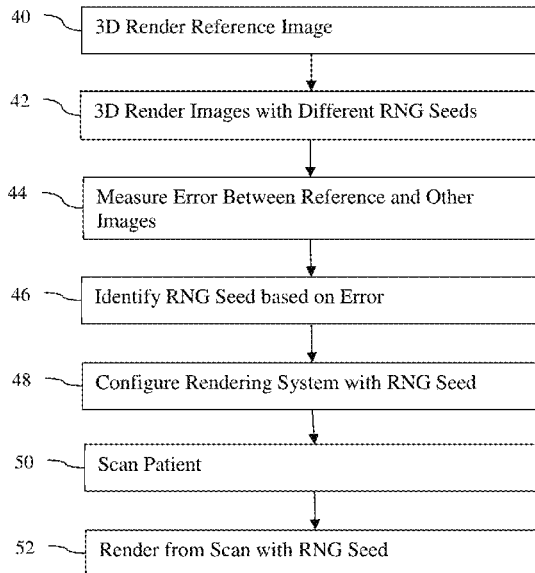 40
3D Render Reference Image
42
3D Render Images with Different RNG Seeds
44
Measure Error Between Reference and Other
Images
46
Identify RNG Seed based on Error
48
Configure Rendering System with RNG Seed
50
Scan Patient
52
Render from Scan with RNG Seed